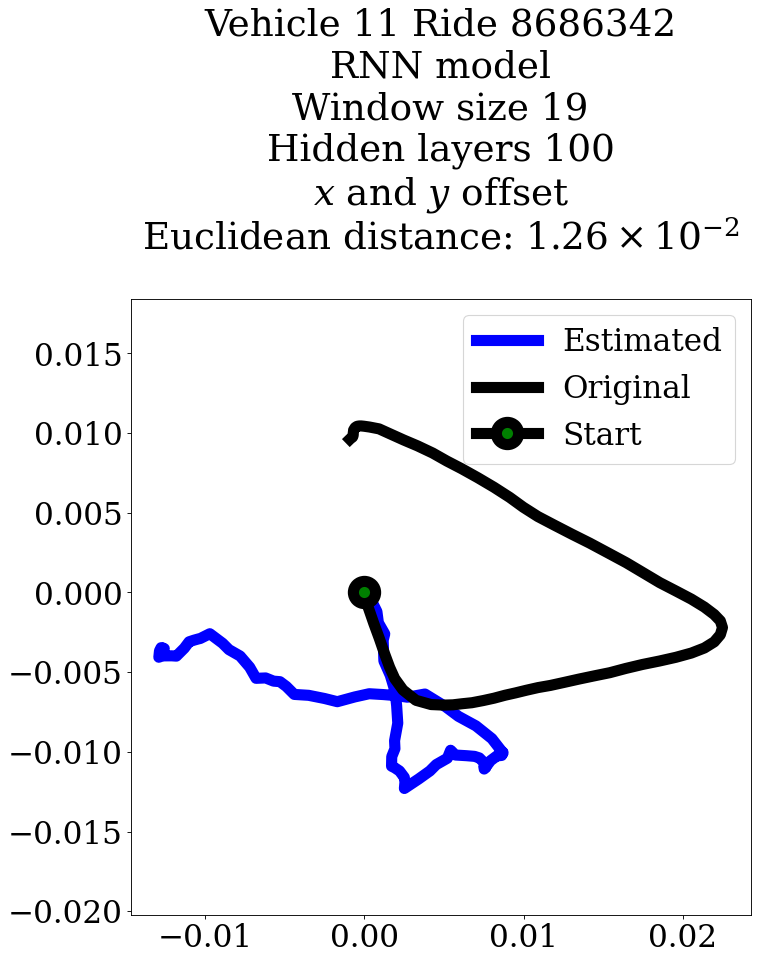 Vehicle 11 Ride 8686342
RNN model
Window size 19
Hidden layers 100
x and y offset
Euclidean distance: 1.26 × 10⁻²
Estimated
Original
Start
0.015
0.010
0.005
0.000
−0.005
−0.010
−0.015
−0.020
−0.01 0.00 0.01 0.02